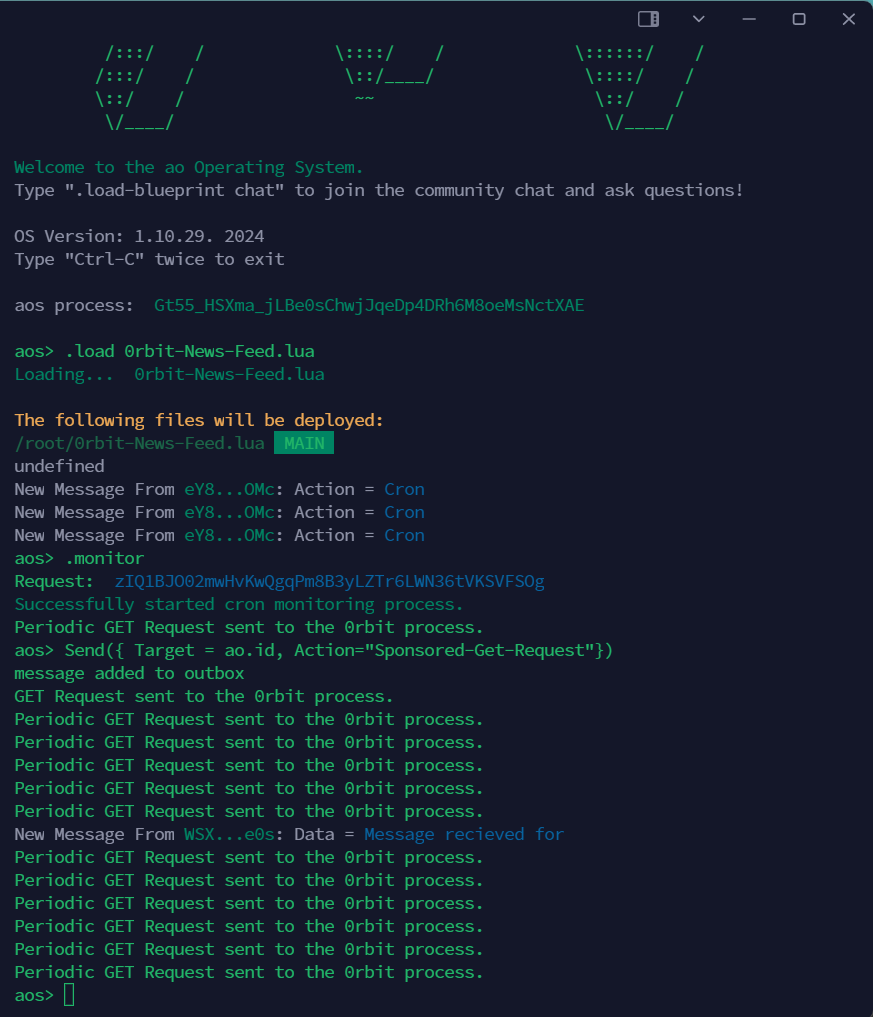 /:::/    /             \::::/    /             \::::::/    /
/:::/    /               \::/____/               \::::/    /
\::/    /                 ~~                      \::/    /
\/____/                                           \/____/
Welcome to the ao Operating System.
Type ".load-blueprint chat" to join the community chat and ask questions!
OS Version: 1.10.29. 2024
Type "Ctrl-C" twice to exit
aos process:  Gt55_HSXma_jLBe0sChwjJqeDp4DRh6M8oeMsNctXAE
aos> .load 0rbit-News-Feed.lua
Loading...  0rbit-News-Feed.lua
The following files will be deployed:
/root/0rbit-News-Feed.lua  MAIN
undefined
New Message From eY8...OMc: Action = Cron
New Message From eY8...OMc: Action = Cron
New Message From eY8...OMc: Action = Cron
aos> .monitor
Request:  zIQ1BJO02mwHvKwQgqPm8B3yLZTr6LWN36tVKSVFSOg
Successfully started cron monitoring process.
Periodic GET Request sent to the 0rbit process.
aos> Send({ Target = ao.id, Action="Sponsored-Get-Request"})
message added to outbox
GET Request sent to the 0rbit process.
Periodic GET Request sent to the 0rbit process.
Periodic GET Request sent to the 0rbit process.
Periodic GET Request sent to the 0rbit process.
Periodic GET Request sent to the 0rbit process.
Periodic GET Request sent to the 0rbit process.
New Message From WSX...e0s: Data = Message recieved for
Periodic GET Request sent to the 0rbit process.
Periodic GET Request sent to the 0rbit process.
Periodic GET Request sent to the 0rbit process.
Periodic GET Request sent to the 0rbit process.
Periodic GET Request sent to the 0rbit process.
Periodic GET Request sent to the 0rbit process.
aos>